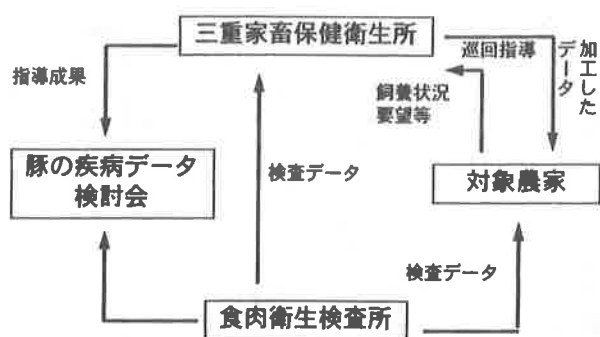 三重家畜保健衛生所
指導成果
巡回指導
加工した
データ
飼養状況
要望等
豚の疾病データ
検討会
検査データ
対象農家
検査データ
食肉衛生検査所